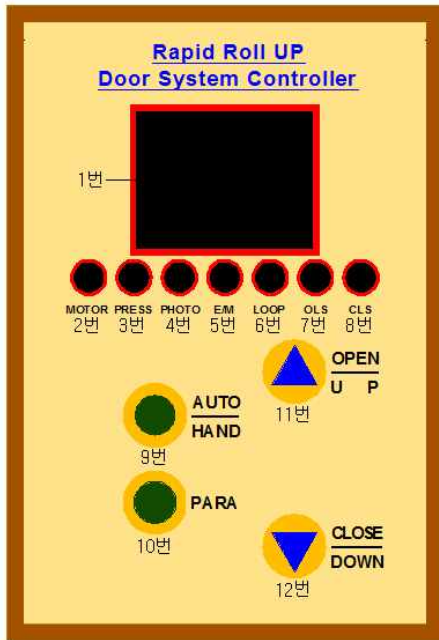 Rapid Roll UP
Door System Controller
1번
MOTOR PRESS PHOTO E/M LOOP OLS CLS
2번 3번 4번 5번 6번 7번 8번
OPEN
U P
11번
AUTO
HAND
9번
PARA
10번
CLOSE
DOWN
12번